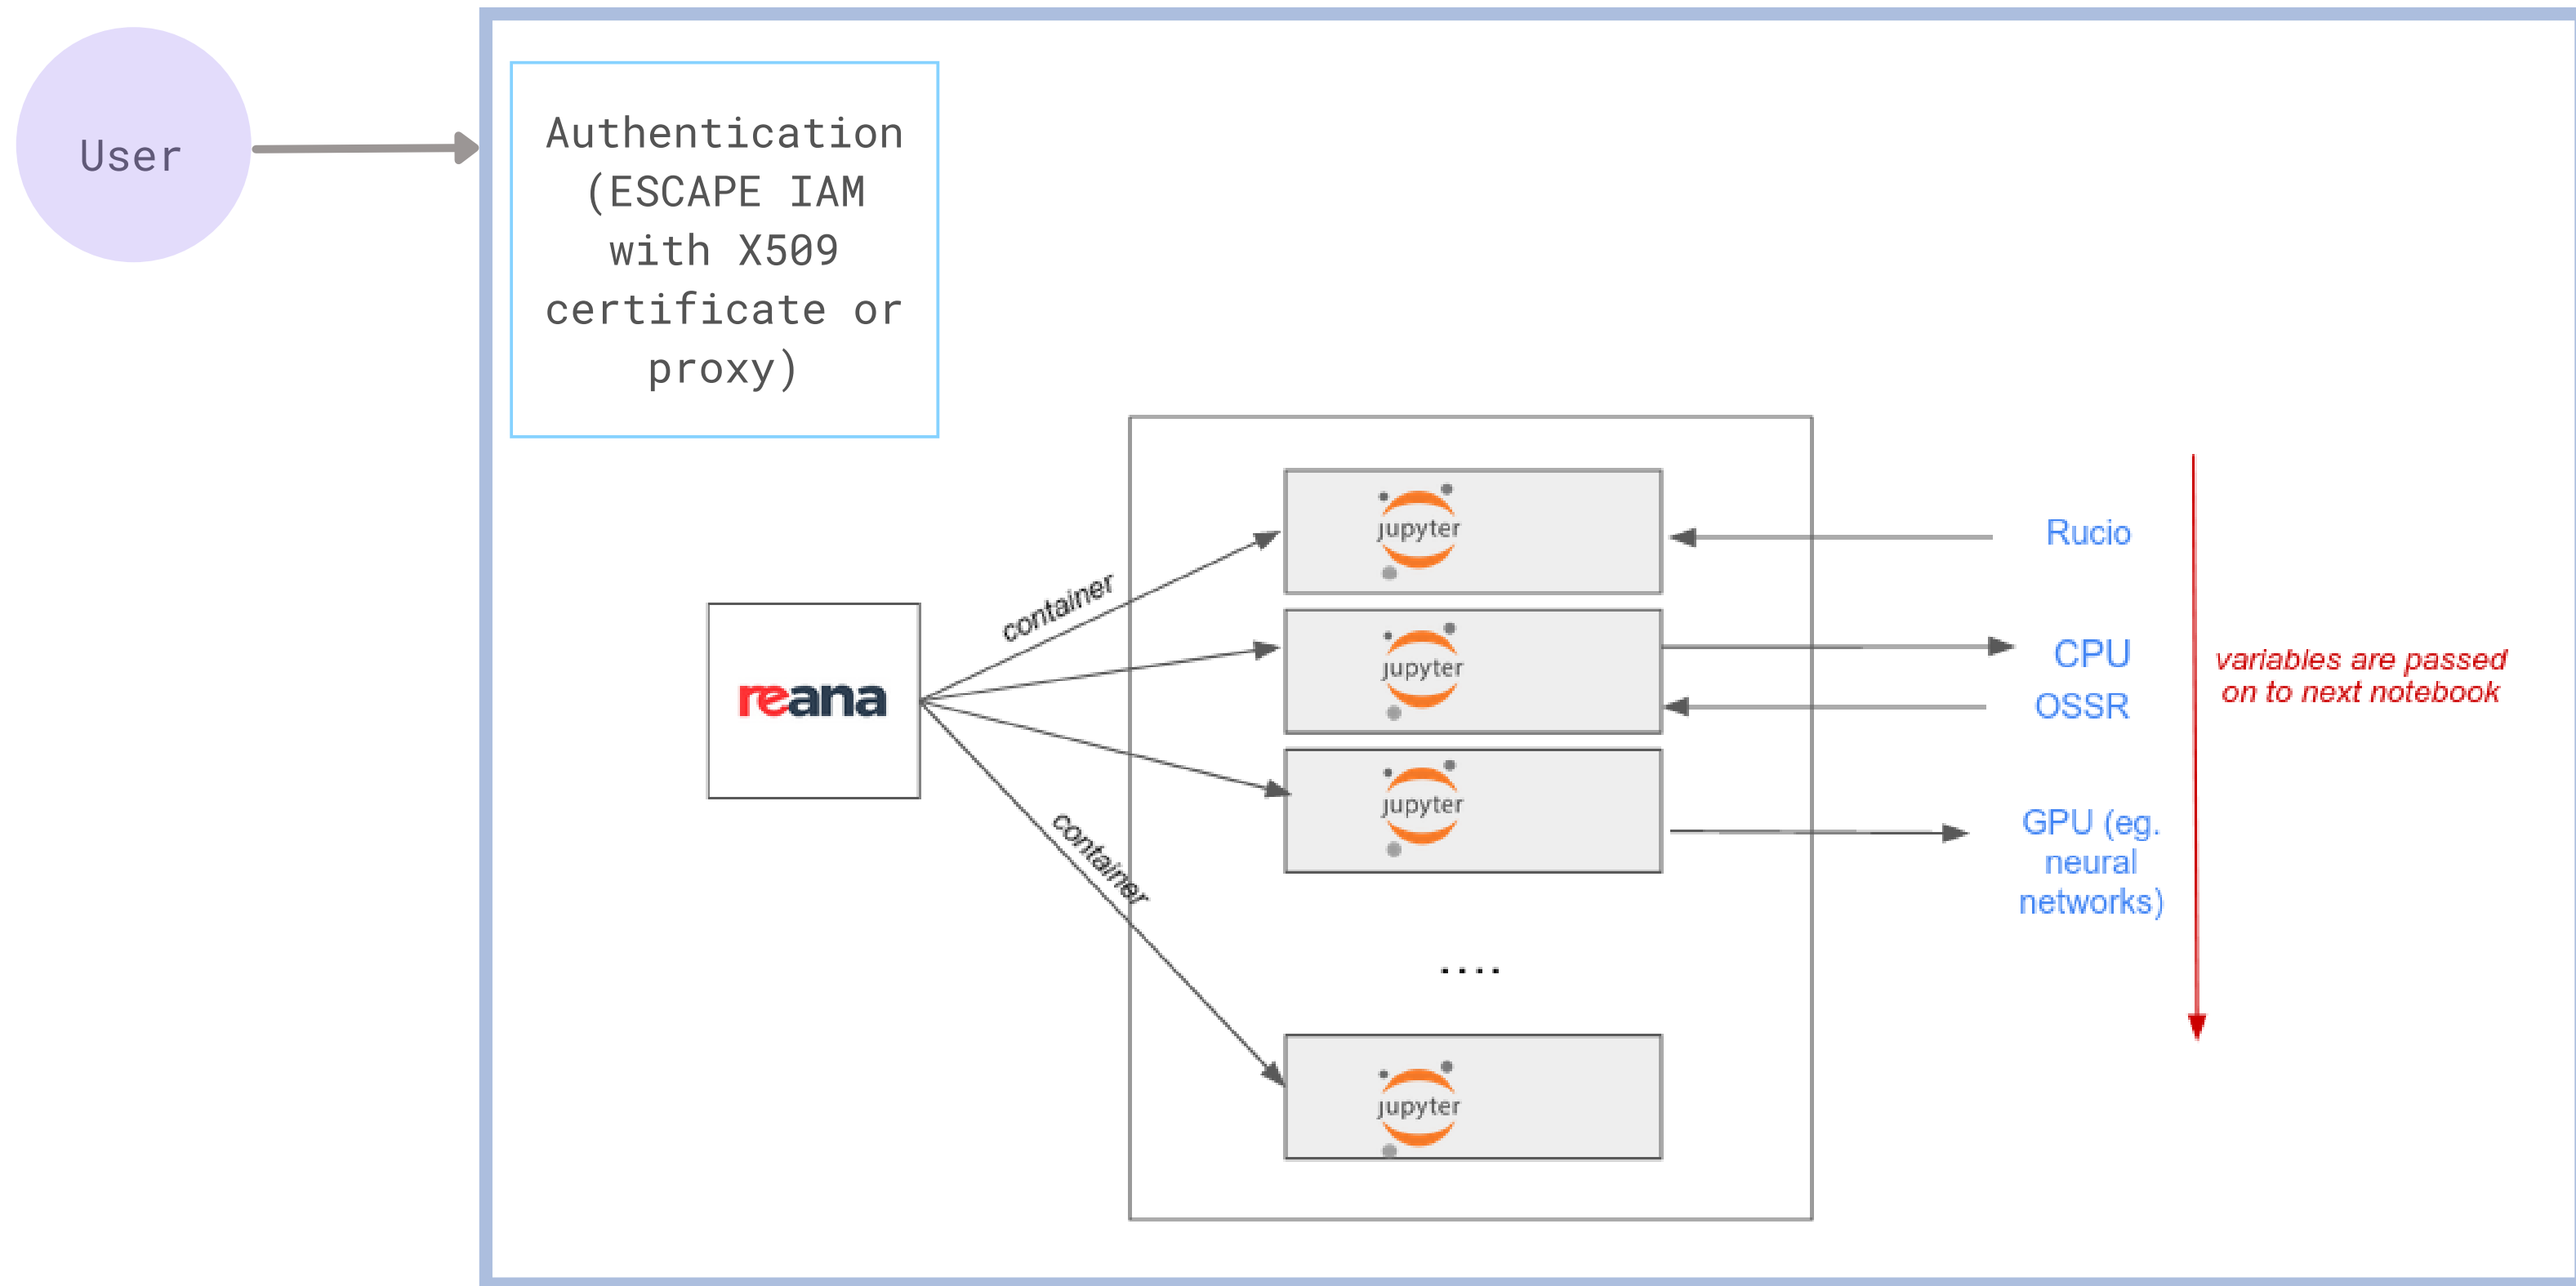 User
Authentication
(ESCAPE IAM
with X509
certificate or
proxy)
jupyter
Rucio
container
jupyter
CPU
variables are passed
on to next notebook
reana
OSSR
jupyter
GPU (eg.
neural
networks)
container
....
jupyter